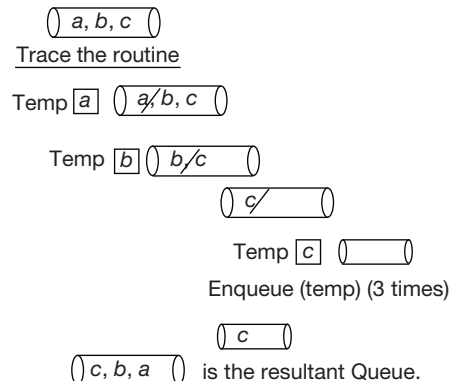 a, b, c
Trace the routine
Temp a a, b, c
Temp b b, c
c
Temp c
Enqueue (temp) (3 times)
c
c, b, a is the resultant Queue.